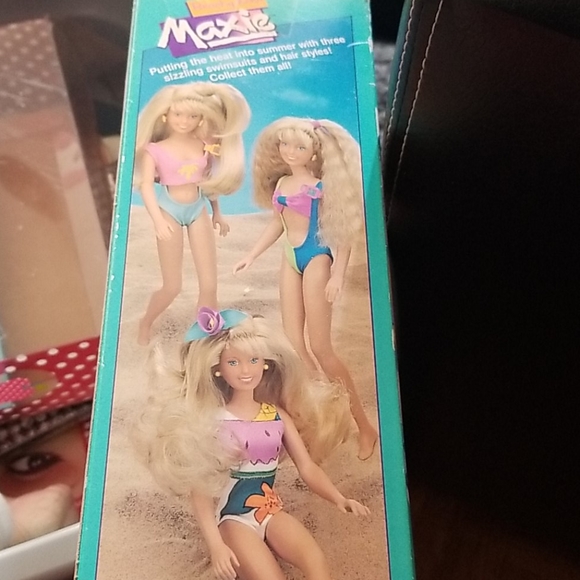 Maxie
Putting the heat into summer with three
sizzling swimsuits and hair styles!
Collect them all!